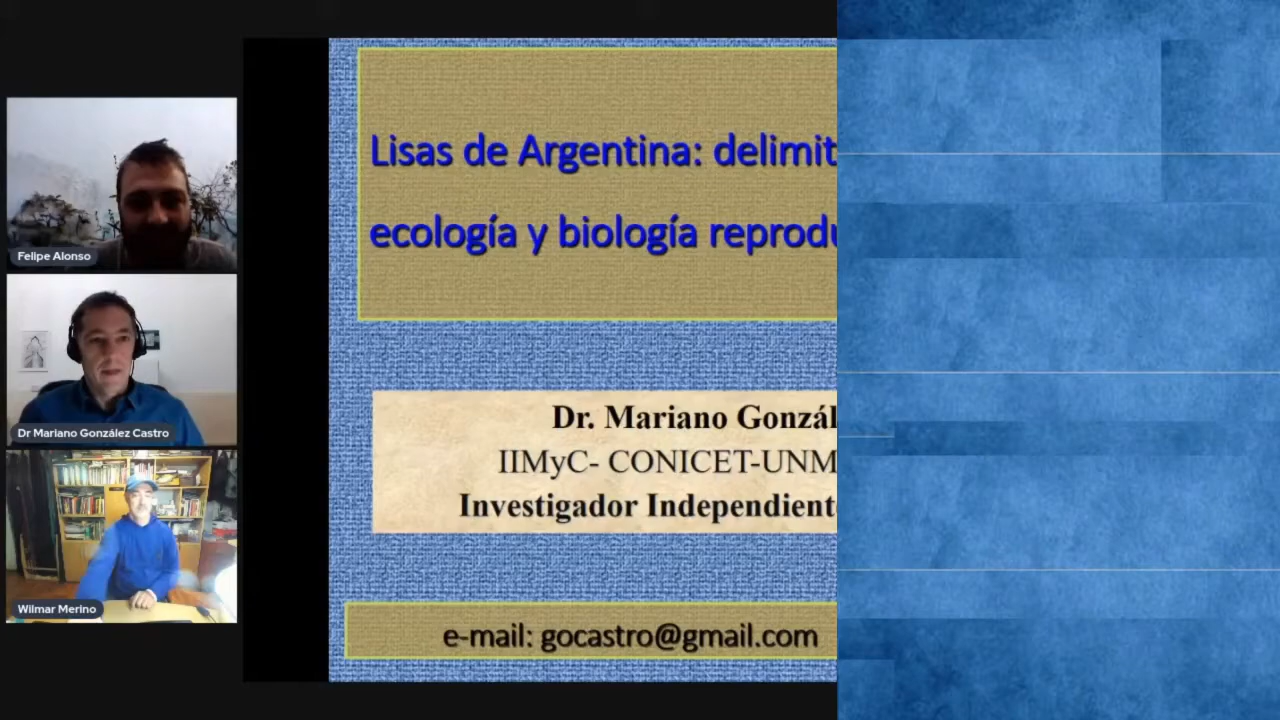 Felipe Alonso
Dr Mariano González Castro
Wilmar Merino
Lisas de Argentina: delimit
ecología y biología reprodu
Dr. Mariano Gonzál
IIMyC- CONICET-UNM
Investigador Independient
e-mail: gocastro@gmail.com